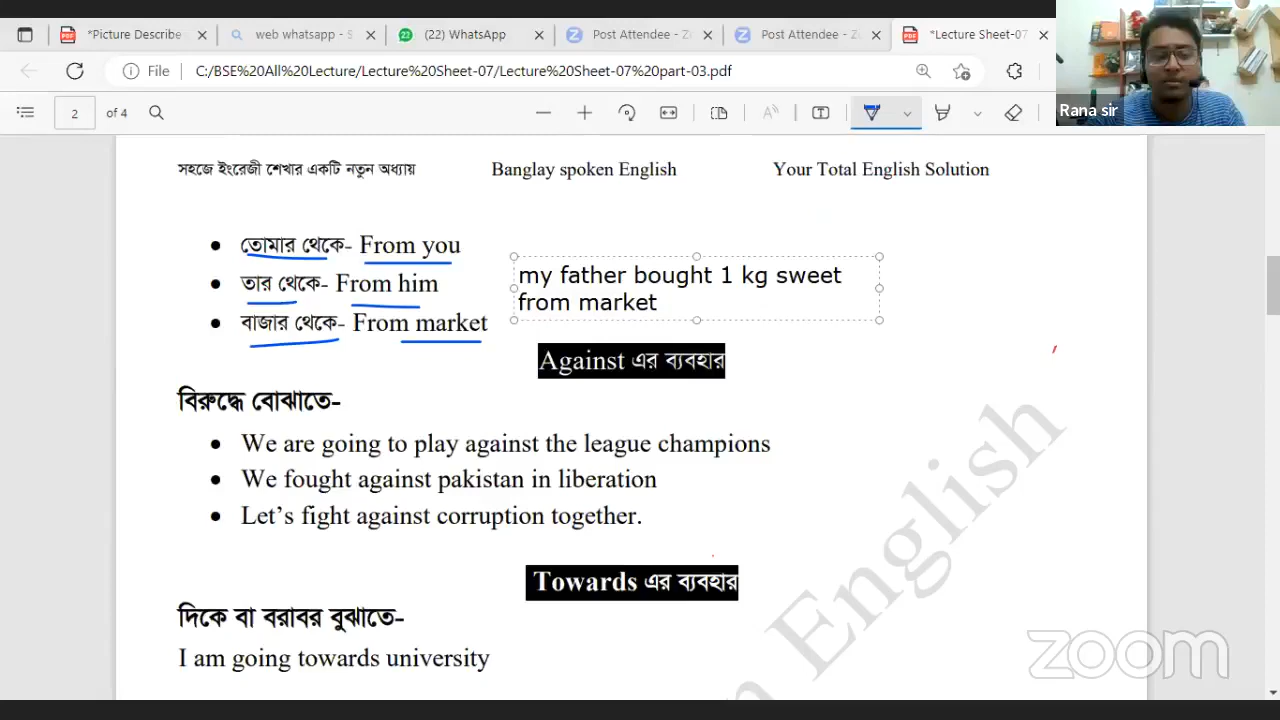 *Picture Describe
web whatsapp - S
23
(22) WhatsApp
Post Attendee - Zo
Post Attendee - Z
*Lecture Sheet-07
File
C:/BSE%20All%20Lecture/Lecture%20Sheet-07/Lecture%20Sheet-07%20part-03.pdf
2
of 4
Rana sir
সহজে ইংরেজী শেখার একটি নতুন অধ্যায়
Banglay spoken English
Your Total English Solution
তোমার থেকে- From you
তার থেকে- From him
বাজার থেকে- From market
my father bought 1 kg sweet
from market
Against এর ব্যবহার
বিরুদ্ধে বোঝাতে-
We are going to play against the league champions
We fought against pakistan in liberation
Let's fight against corruption together.
Towards এর ব্যবহার
দিকে বা বরাবর বুঝাতে-
I am going towards university
English
zoom